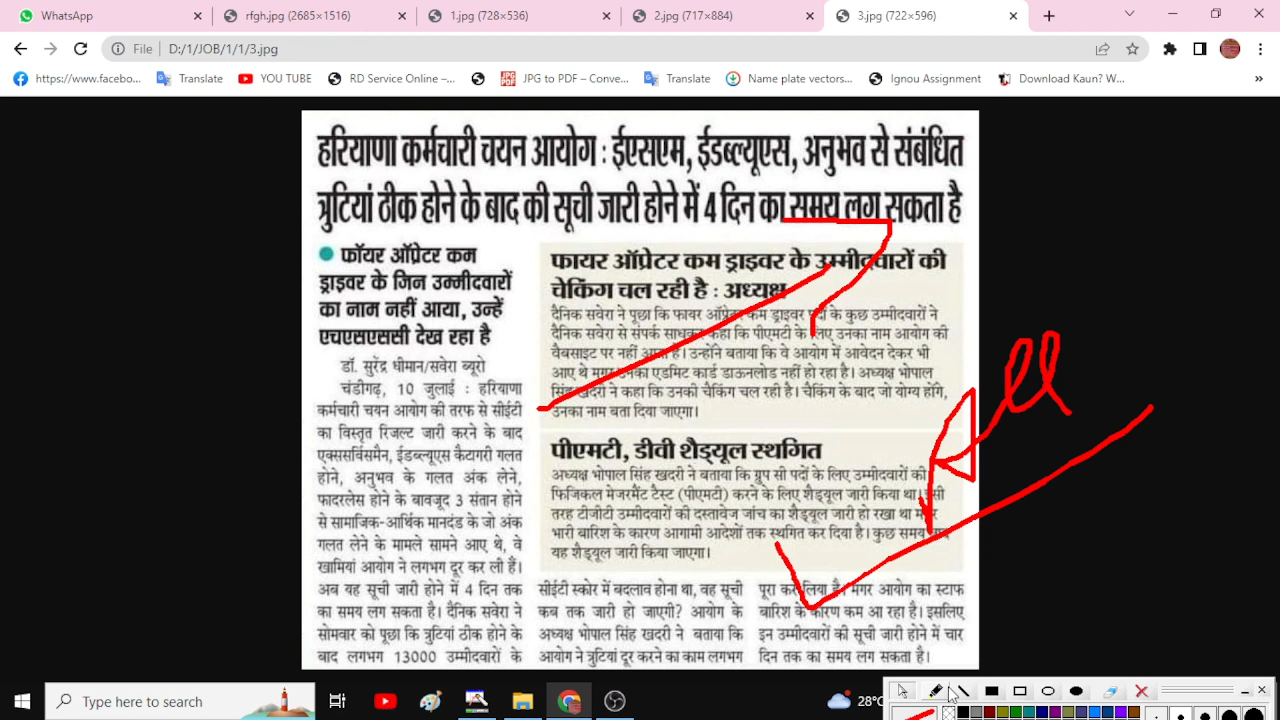 WhatsApp
rfgh.jpg (2685×1516)
1.jpg (728×536)
2.jpg (717×884)
3.jpg (722×596)
File
D:/1/JOB/1/1/3.jpg
https://www.facebo...
Translate
YOU TUBE
RD Service Online –...
JPG to PDF – Conve...
Translate
Name plate vectors...
Ignou Assignment
Download Kaun? W...
»
हरियाणा कर्मचारी चयन आयोग : ईएसएम, ईडब्ल्यूएस, अनुभव से संबंधित
त्रुटियां ठीक होने के बाद की सूची जारी होने में 4 दिन का समय लग सकता है
फॉयर ऑप्रेटर कम
ड्राइवर के जिन उम्मीदवारों
का नाम नहीं आया, उन्हें
एचएसएससी देख रहा है
डॉ. सुरेंद्र धीमान/सवेरा ब्यूरो
चंडीगढ़, 10 जुलाई : हरियाणा
कर्मचारी चयन आयोग की तरफ से सीईटी
का विस्तृत रिजल्ट जारी करने के बाद
एक्ससर्विसमैन, ईडब्ल्यूएस कैटागरी गलत
होने, अनुभव के गलत अंक लेने,
फादरलेस होने के बावजूद 3 संतान होने
से सामाजिक-आर्थिक मानदंड के जो अंक
गलत लेने के मामले सामने आए थे, वे
खामियां आयोग ने लगभग दूर कर ली हैं।
अब यह सूची जारी होने में 4 दिन तक
का समय लग सकता है। दैनिक सवेरा ने
सोमवार को पूछा कि त्रुटियां ठीक होने के
बाद लगभग 13000 उम्मीदवारों के
फायर ऑप्रेटर कम ड्राइवर के उम्मीदवारों की
चेकिंग चल रही है : अध्यक्ष
दैनिक सवेरा ने पूछा कि फायर ऑप्रेटर कम ड्राइवर पदों के कुछ उम्मीदवारों ने
दैनिक सवेरा से संपर्क साधकर कहा कि पीएमटी के लिए उनका नाम आयोग की
वैबसाइट पर नहीं आया है। उन्होंने बताया कि वे आयोग में आवेदन देकर भी
आए थे मगर उनका एडमिट कार्ड डाऊनलोड नहीं हो रहा है। अध्यक्ष भोपाल
सिंह खदरी ने कहा कि उनकी चैकिंग चल रही है। चैकिंग के बाद जो योग्य होंगे,
उनका नाम बता दिया जाएगा।
पीएमटी, डीवी शैड्यूल स्थगित
अध्यक्ष भोपाल सिंह खदरी ने बताया कि ग्रुप सी पदों के लिए उम्मीदवारों की
फिजिकल मेजरमैंट टैस्ट (पीएमटी) करने के लिए शैड्यूल जारी किया था। इसी
तरह टीजीटी उम्मीदवारों की दस्तावेज जांच का शैड्यूल जारी हो रखा था मगर
भारी बारिश के कारण आगामी आदेशों तक स्थगित कर दिया है। कुछ समय बाद
यह शैड्यूल जारी किया जाएगा।
सीईटी स्कोर में बदलाव होना था, वह सूची
कब तक जारी हो जाएगी? आयोग के
अध्यक्ष भोपाल सिंह खदरी ने बताया कि
आयोग ने त्रुटियां दूर करने का काम लगभग
पूरा कर लिया है। मगर आयोग का स्टाफ
बारिश के कारण कम आ रहा है। इसलिए
इन उम्मीदवारों की सूची जारी होने में चार
दिन तक का समय लग सकता है।
Type here to search
28°C